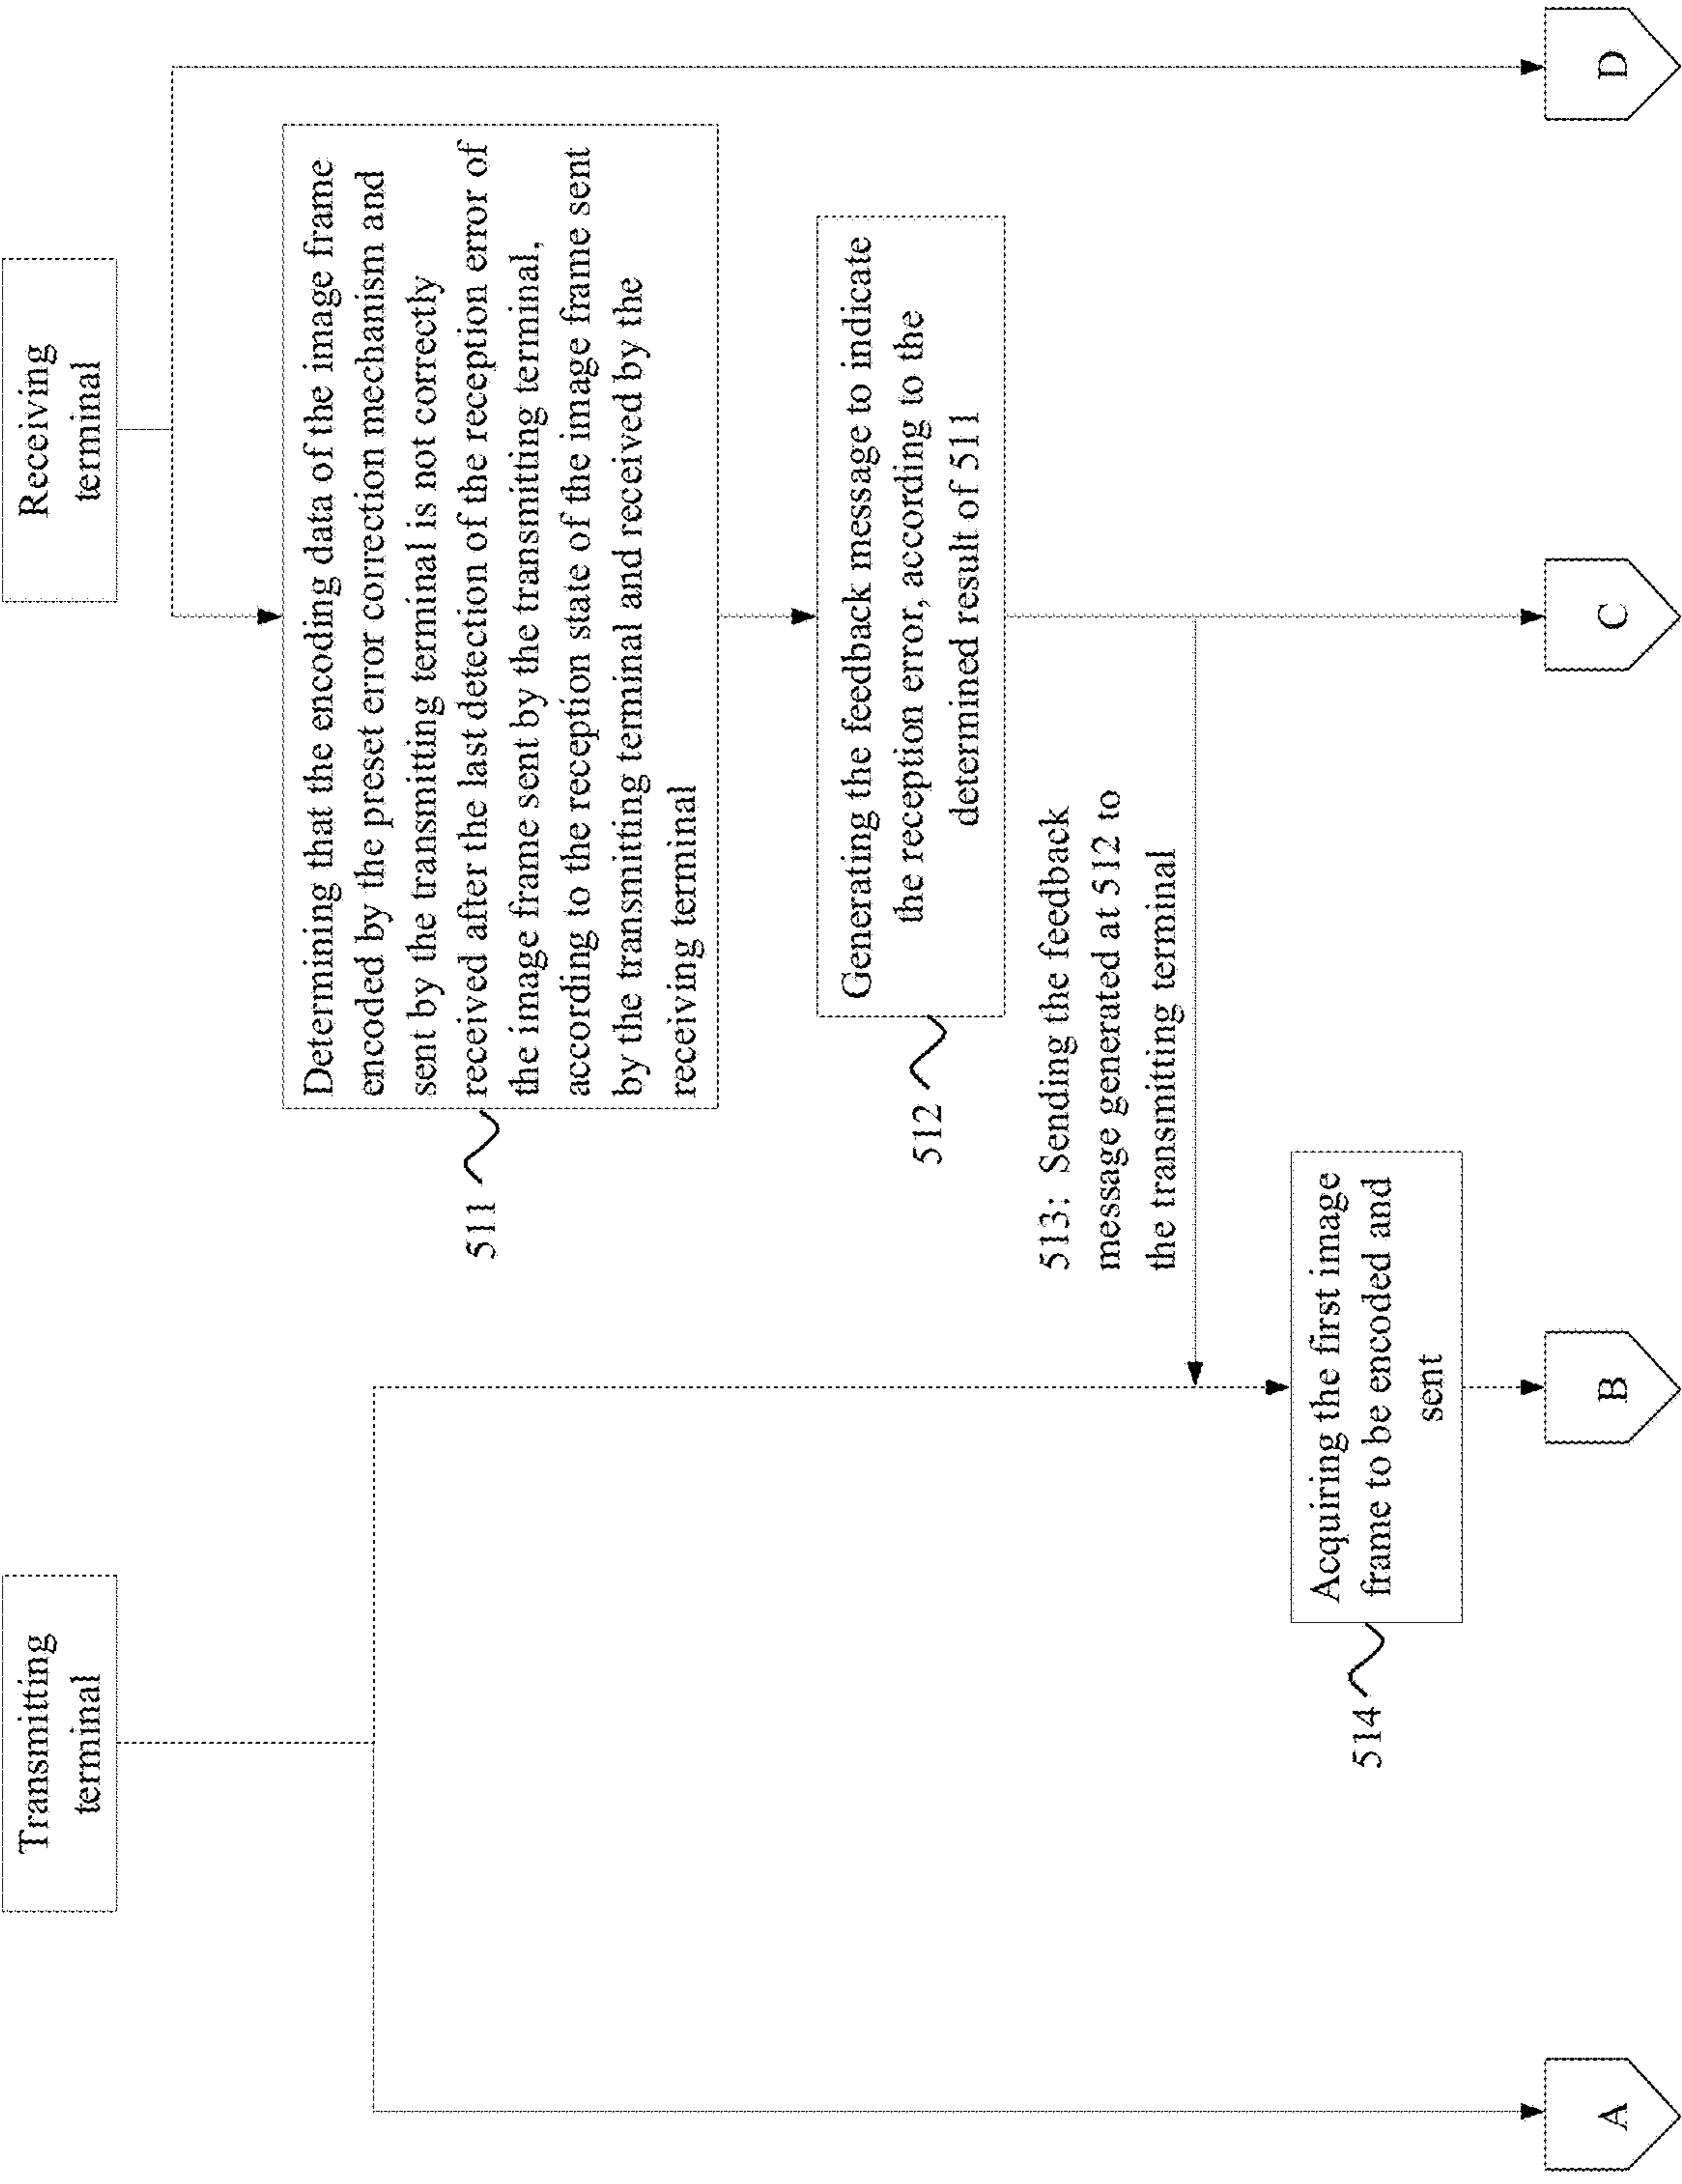 Transmitting
terminal
Receiving
terminal
511
Determining that the encoding data of the image frame
encoded by the preset error correction mechanism and
sent by the transmitting terminal is not correctly
received after the last detection of the reception error of
the image frame sent by the transmitting terminal,
according to the reception state of the image frame sent
by the transmitting terminal and received by the
receiving terminal
512
Generating the feedback message to indicate
the reception error, according to the
determined result of 511
513: Sending the feedback
message generated at 512 to
the transmitting terminal
514
Acquiring the first image
frame to be encoded and
sent
A
B
C
D